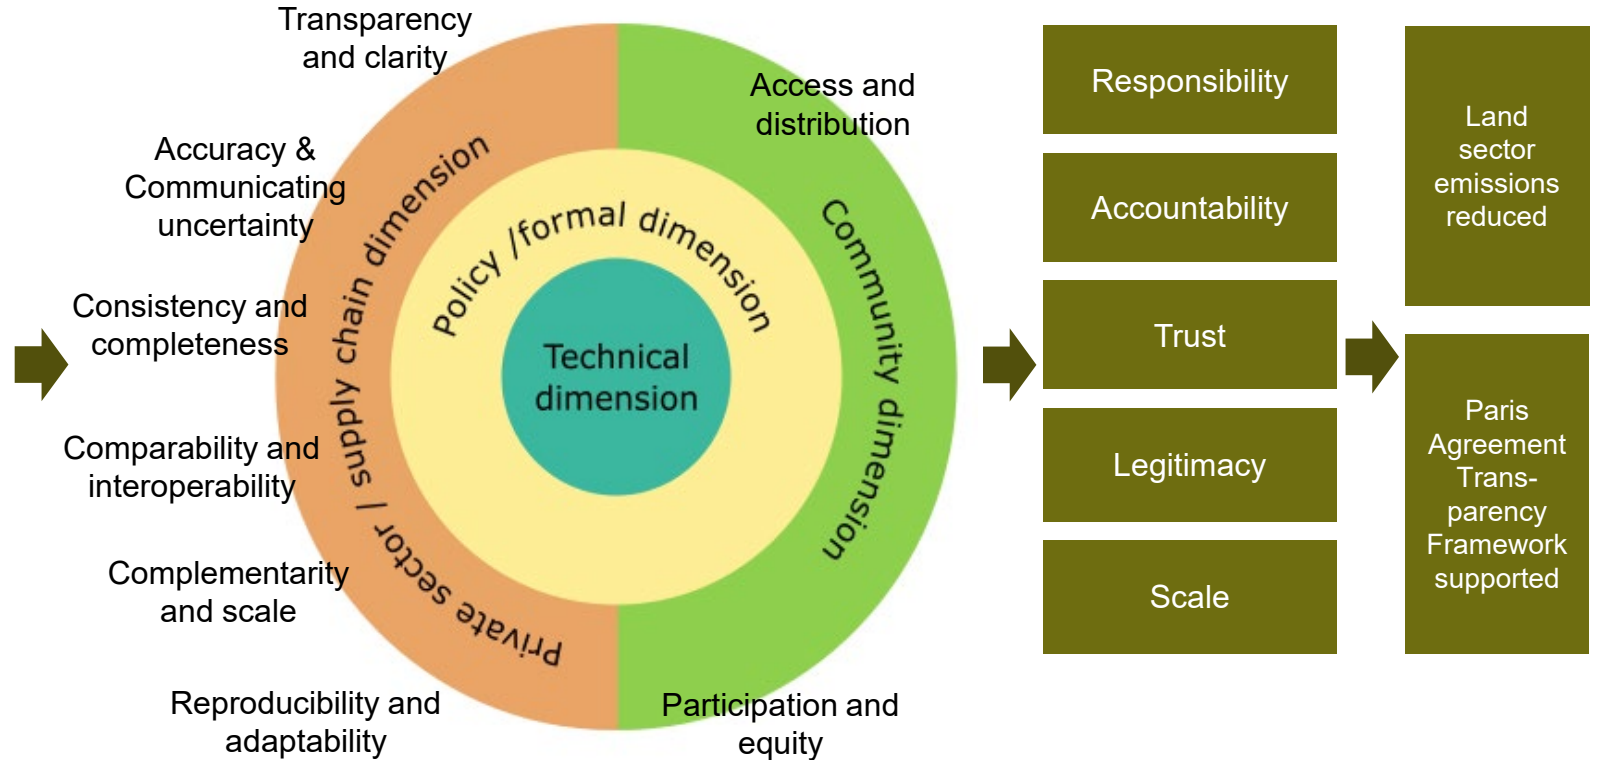 Transparency
and clarity
Accuracy &
Communicating
uncertainty
Consistency and
completeness
Comparability and
interoperability
Complementarity
and scale
Reproducibility and
adaptability
Private sector / supply chain dimension
Policy /formal dimension
Technical
dimension
Community dimension
Access and
distribution
Participation and
equity
Responsibility
Accountability
Trust
Legitimacy
Scale
Land
sector
emissions
reduced
Paris
Agreement
Trans-
parency
Framework
supported